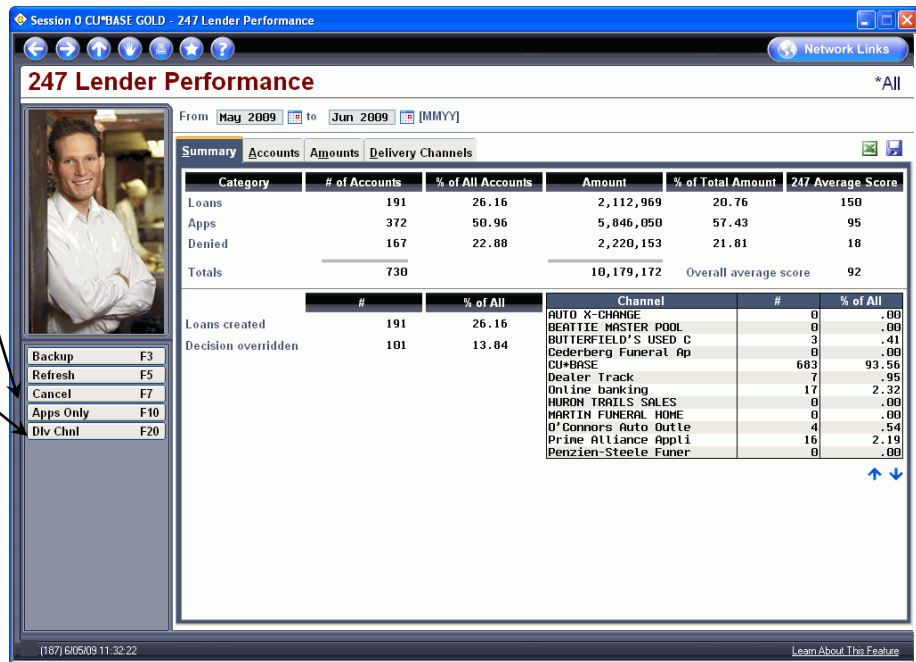 Session 0 CU*BASE GOLD - 247 Lender Performance
Network Links
247 Lender Performance *All
From May 2009 to Jun 2009 [MMYY]
Summary Accounts Amounts Delivery Channels
Category # of Accounts % of All Accounts Amount % of Total Amount 247 Average Score
Loans 191 26.16 2,112,969 20.76 150
Apps 372 50.96 5,846,050 57.43 95
Denied 167 22.88 2,220,153 21.81 18
Totals 730 10,179,172 Overall average score 92
# % of All
Loans created 191 26.16
Decision overridden 101 13.84
Channel # % of All
AUTO X-CHANGE 0 .00
BEATTIE MASTER POOL 0 .00
BUTTERFIELD'S USED C 3 .41
Cederberg Funeral Ap 0 .00
CU*BASE 683 93.56
Dealer Track 7 .95
Online banking 17 2.32
HURON TRAILS SALES 0 .00
MARTIN FUNERAL HOME 0 .00
O'Connors Auto Outle 4 .54
Prime Alliance Appli 16 2.19
Penzien-Steele Funer 0 .00
Backup F3
Refresh F5
Cancel F7
Apps Only F10
Dlv Chnl F20
(187) 6/05/09 11:32:22
Learn About This Feature